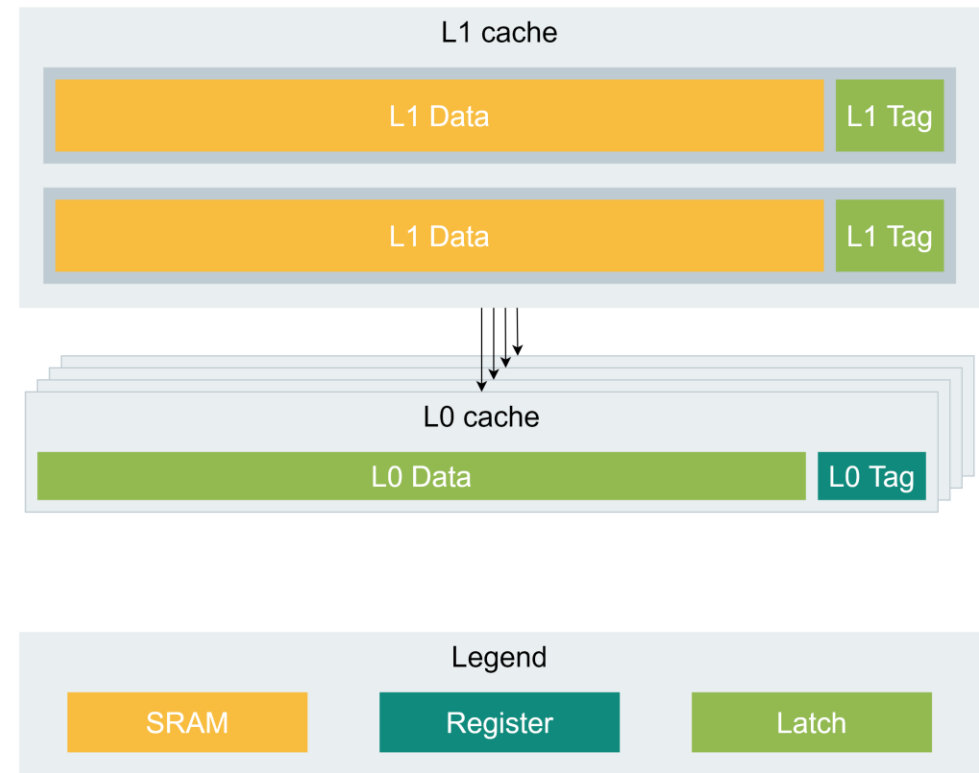 L1 cache
L1 Data L1 Tag
L1 Data L1 Tag
L0 cache
L0 Data L0 Tag
Legend
SRAM Register Latch